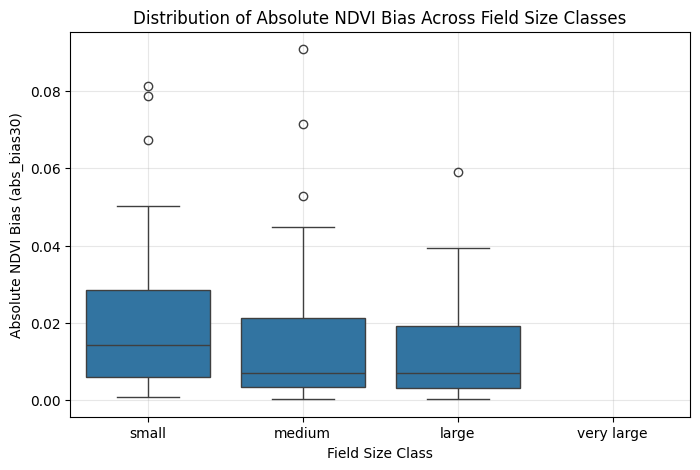 Distribution of Absolute NDVI Bias Across Field Size Classes
Absolute NDVI Bias (abs_bias30)
0.08
0.06
0.04
0.02
0.00
small medium large very large
Field Size Class